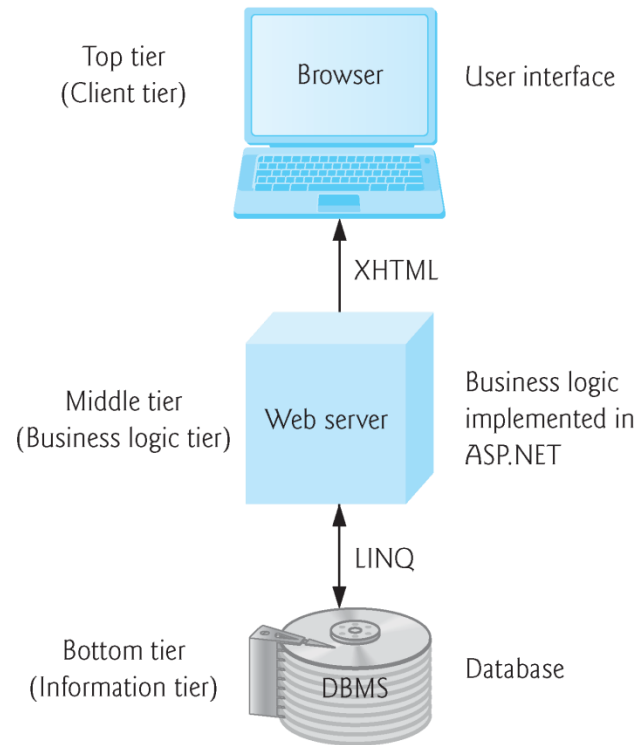 Top tier
(Client tier)
Browser
User interface
XHTML
Middle tier
(Business logic tier)
Web server
Business logic
implemented in
ASP.NET
LINQ
Bottom tier
(Information tier)
DBMS
Database